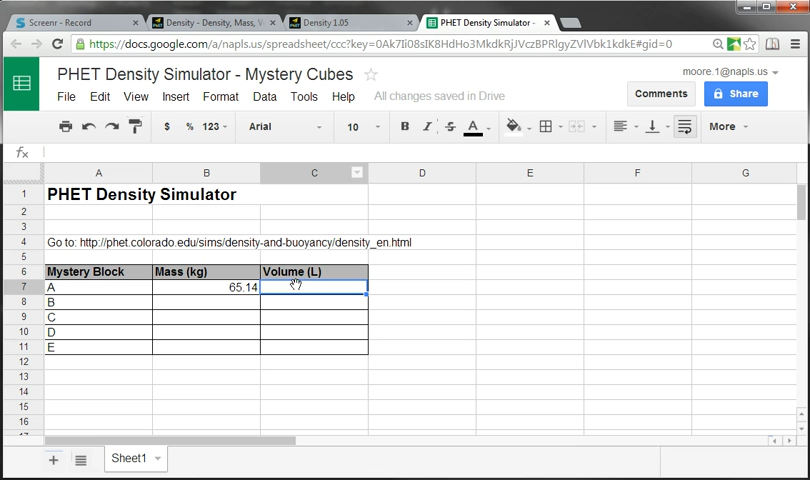 Screenr - Record
Density - Density, Mass, V
Density 1.05
PHET Density Simulator -
https://docs.google.com/a/napls.us/spreadsheet/ccc?key=0Ak7Ii08sIK8HdHo3MkdkRjJVczBPRlgyZVlVbk1kdkE#gid=0
PHET Density Simulator - Mystery Cubes
moore.1@napls.us
File Edit View Insert Format Data Tools Help All changes saved in Drive
Comments
Share
$ % 123 Arial 10 B I S A More
fx
A B C D E F G
1 PHET Density Simulator
2
3
4 Go to: http://phet.colorado.edu/sims/density-and-buoyancy/density_en.html
5
6 Mystery Block Mass (kg) Volume (L)
7 A 65.14
8 B
9 C
10 D
11 E
12
13
14
15
16
Sheet1